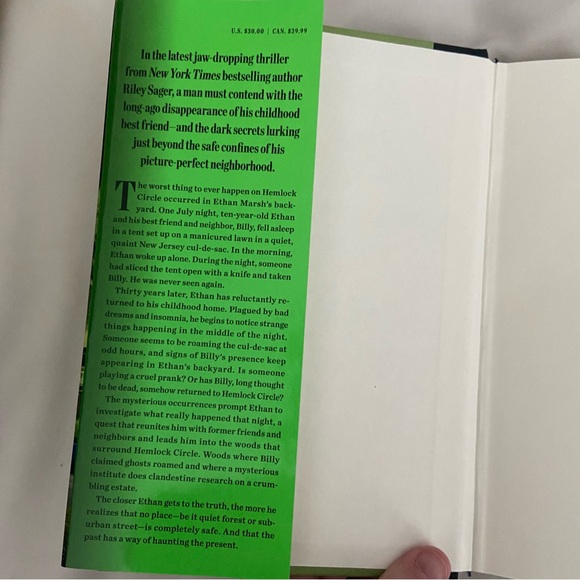 U.S. $30.00 | CAN. $39.99
In the latest jaw-dropping thriller
from New York Times bestselling author
Riley Sager, a man must contend with the
long-ago disappearance of his childhood
best friend—and the dark secrets lurking
just beyond the safe confines of his
picture-perfect neighborhood.
The worst thing to ever happen on Hemlock
Circle occurred in Ethan Marsh's back-
yard. One July night, ten-year-old Ethan
and his best friend and neighbor, Billy, fell asleep
in a tent set up on a manicured lawn in a quiet,
quaint New Jersey cul-de-sac. In the morning,
Ethan woke up alone. During the night, someone
had sliced the tent open with a knife and taken
Billy. He was never seen again.
Thirty years later, Ethan has reluctantly re-
turned to his childhood home. Plagued by bad
dreams and insomnia, he begins to notice strange
things happening in the middle of the night.
Someone seems to be roaming the cul-de-sac at
odd hours, and signs of Billy's presence keep
appearing in Ethan's backyard. Is someone
playing a cruel prank? Or has Billy, long thought
to be dead, somehow returned to Hemlock Circle?
The mysterious occurrences prompt Ethan to
investigate what really happened that night, a
quest that reunites him with former friends and
neighbors and leads him into the woods that
surround Hemlock Circle. Woods where Billy
claimed ghosts roamed and where a mysterious
institute does clandestine research on a crum-
bling estate.
The closer Ethan gets to the truth, the more he
realizes that no place—be it quiet forest or sub-
urban street—is completely safe. And that the
past has a way of haunting the present.